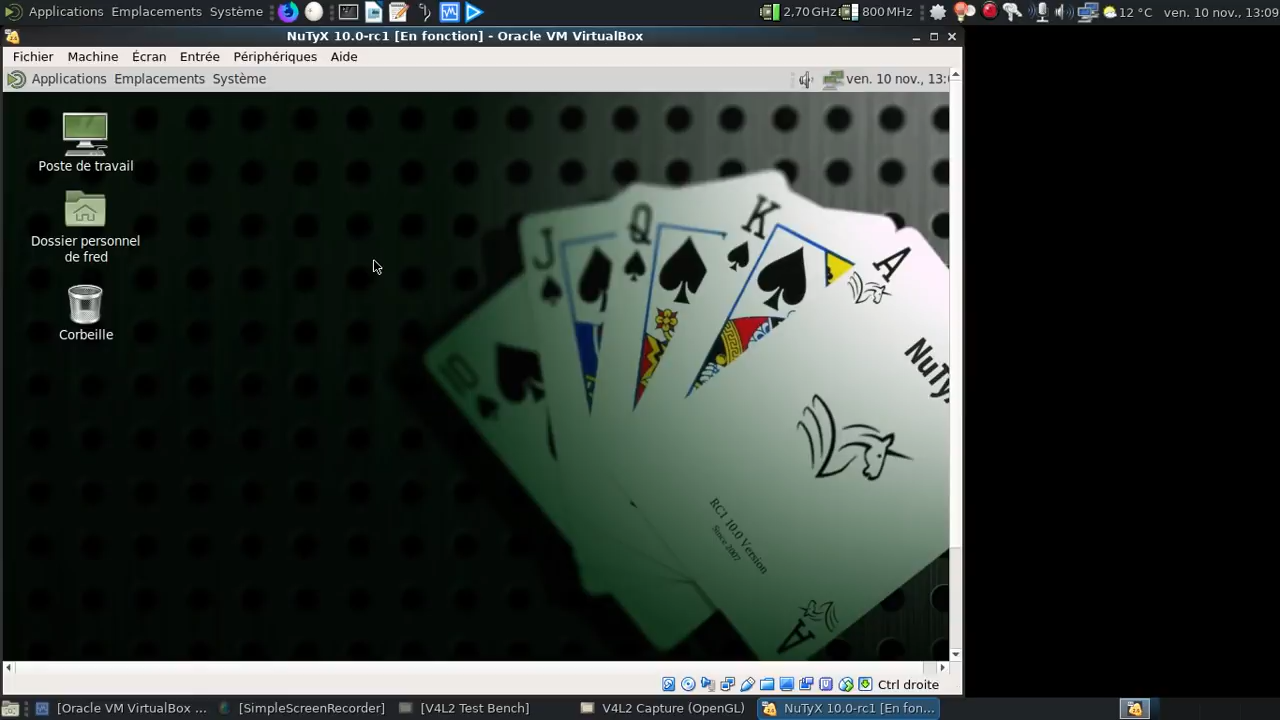 Applications Emplacements Système 2,70 GHz 800 MHz 12 °C ven. 10 nov., 13:09
NuTyX 10.0-rc1 [En fonction] - Oracle VM VirtualBox
Fichier Machine Écran Entrée Périphériques Aide
Applications Emplacements Système ven. 10 nov., 13:
Poste de travail
Dossier personnel
de fred
Corbeille
10
J
Q
K
A
NuTy
RC1 10.0 Version
Since 2007
A
Ctrl droite
[Oracle VM VirtualBox ... [SimpleScreenRecorder] [V4L2 Test Bench] V4L2 Capture (OpenGL) NuTyX 10.0-rc1 [En fon...